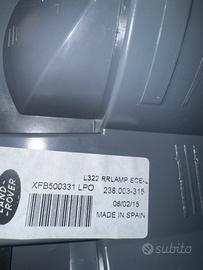 L322 RRLAMP ECE-L
XFB500331 LPO
238.003-315
06/02/15
MADE IN SPAIN
LAND-
ROVER
subito